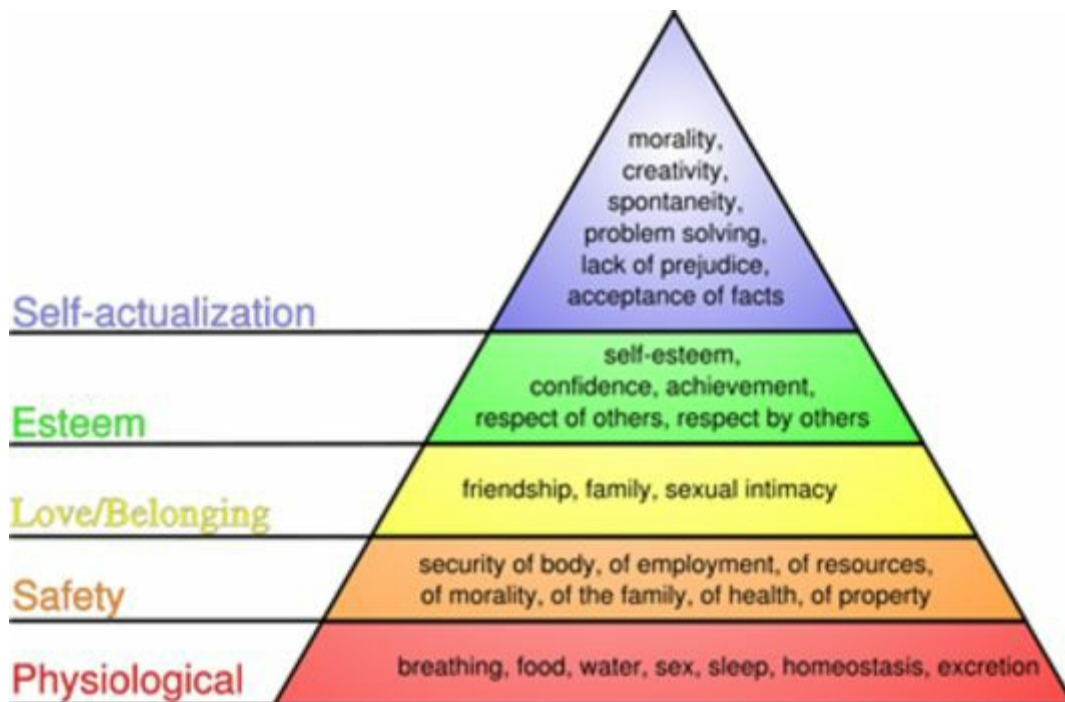 morality,
creativity,
spontaneity,
problem solving,
lack of prejudice,
acceptance of facts
Self-actualization
self-esteem,
confidence, achievement,
respect of others, respect by others
Esteem
friendship, family, sexual intimacy
Love/Belonging
security of body, of employment, of resources,
of morality, of the family, of health, of property
Safety
breathing, food, water, sex, sleep, homeostasis, excretion
Physiological